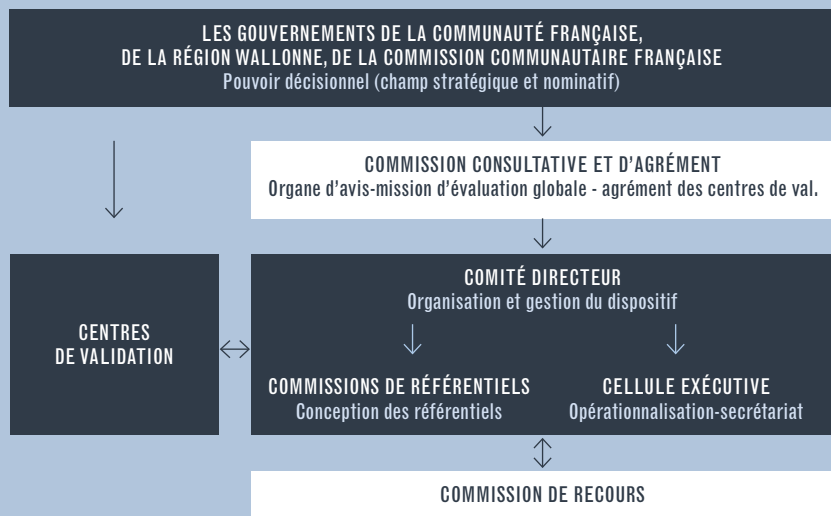 LES GOUVERNEMENTS DE LA COMMUNAUTÉ FRANÇAISE,
DE LA RÉGION WALLONNE, DE LA COMMISSION COMMUNAUTAIRE FRANÇAISE
Pouvoir décisionnel (champ stratégique et nominatif)
COMMISSION CONSULTATIVE ET D'AGRÉMENT
Organe d'avis-mission d'évaluation globale - agrément des centres de val.
CENTRES
DE VALIDATION
COMITÉ DIRECTEUR
Organisation et gestion du dispositif
COMMISSIONS DE RÉFÉRENTIELS
Conception des référentiels
CELLULE EXÉCUTIVE
Opérationnalisation-secrétariat
COMMISSION DE RECOURS